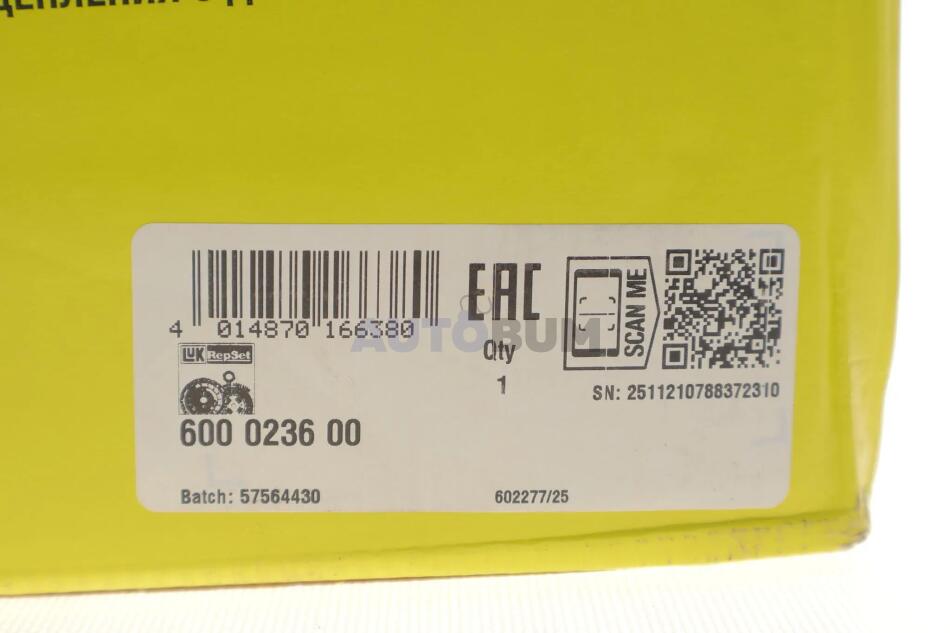 EAC
SCAN ME
4 014870 166380
AUTOBUM
LUK RepSet
Qty
1
SN: 2511210788372310
600 0236 00
Batch: 57564430
602277/25